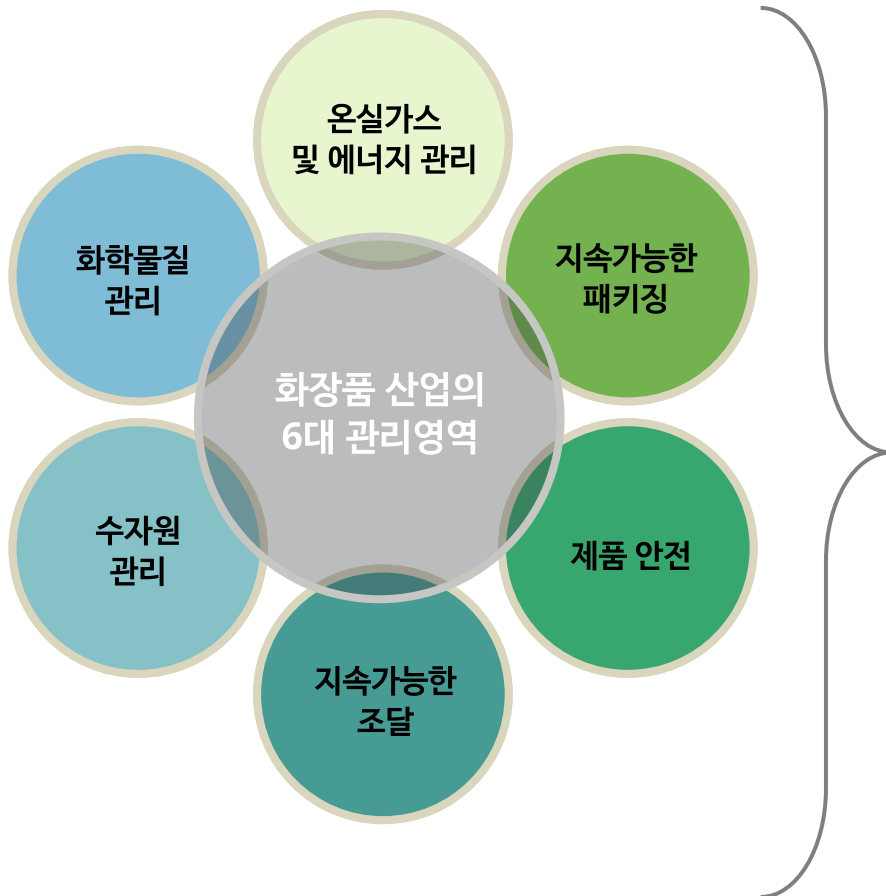 온실가스
및 에너지 관리
지속가능한
패키징
제품 안전
지속가능한
조달
수자원
관리
화학물질
관리
화장품 산업의
6대 관리영역